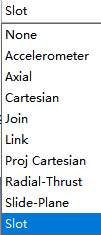 Slot
None
Accelerometer
Axial
Cartesian
Join
Link
Proj Cartesian
Radial-Thrust
Slide-Plane
Slot